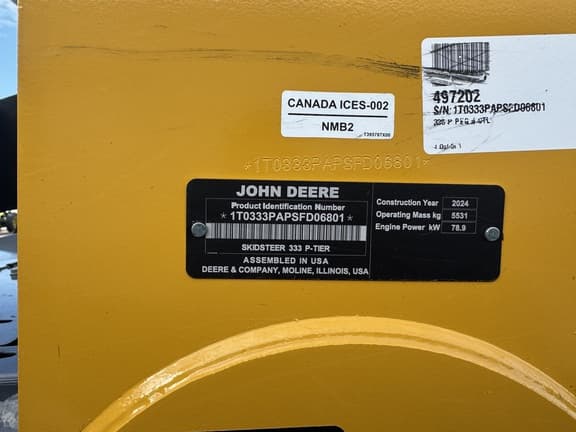 497202
S/N: 1T0333PAPSFD06801
CANADA ICES-002
NMB2
*1T0333PAPSFD06801*
JOHN DEERE
Product Identification Number
*1T0333PAPSFD06801*
SKIDSTEER 333 P-TIER
ASSEMBLED IN USA
DEERE & COMPANY, MOLINE, ILLINOIS, USA
Construction Year 2024
Operating Mass kg 5531
Engine Power kW 78.9